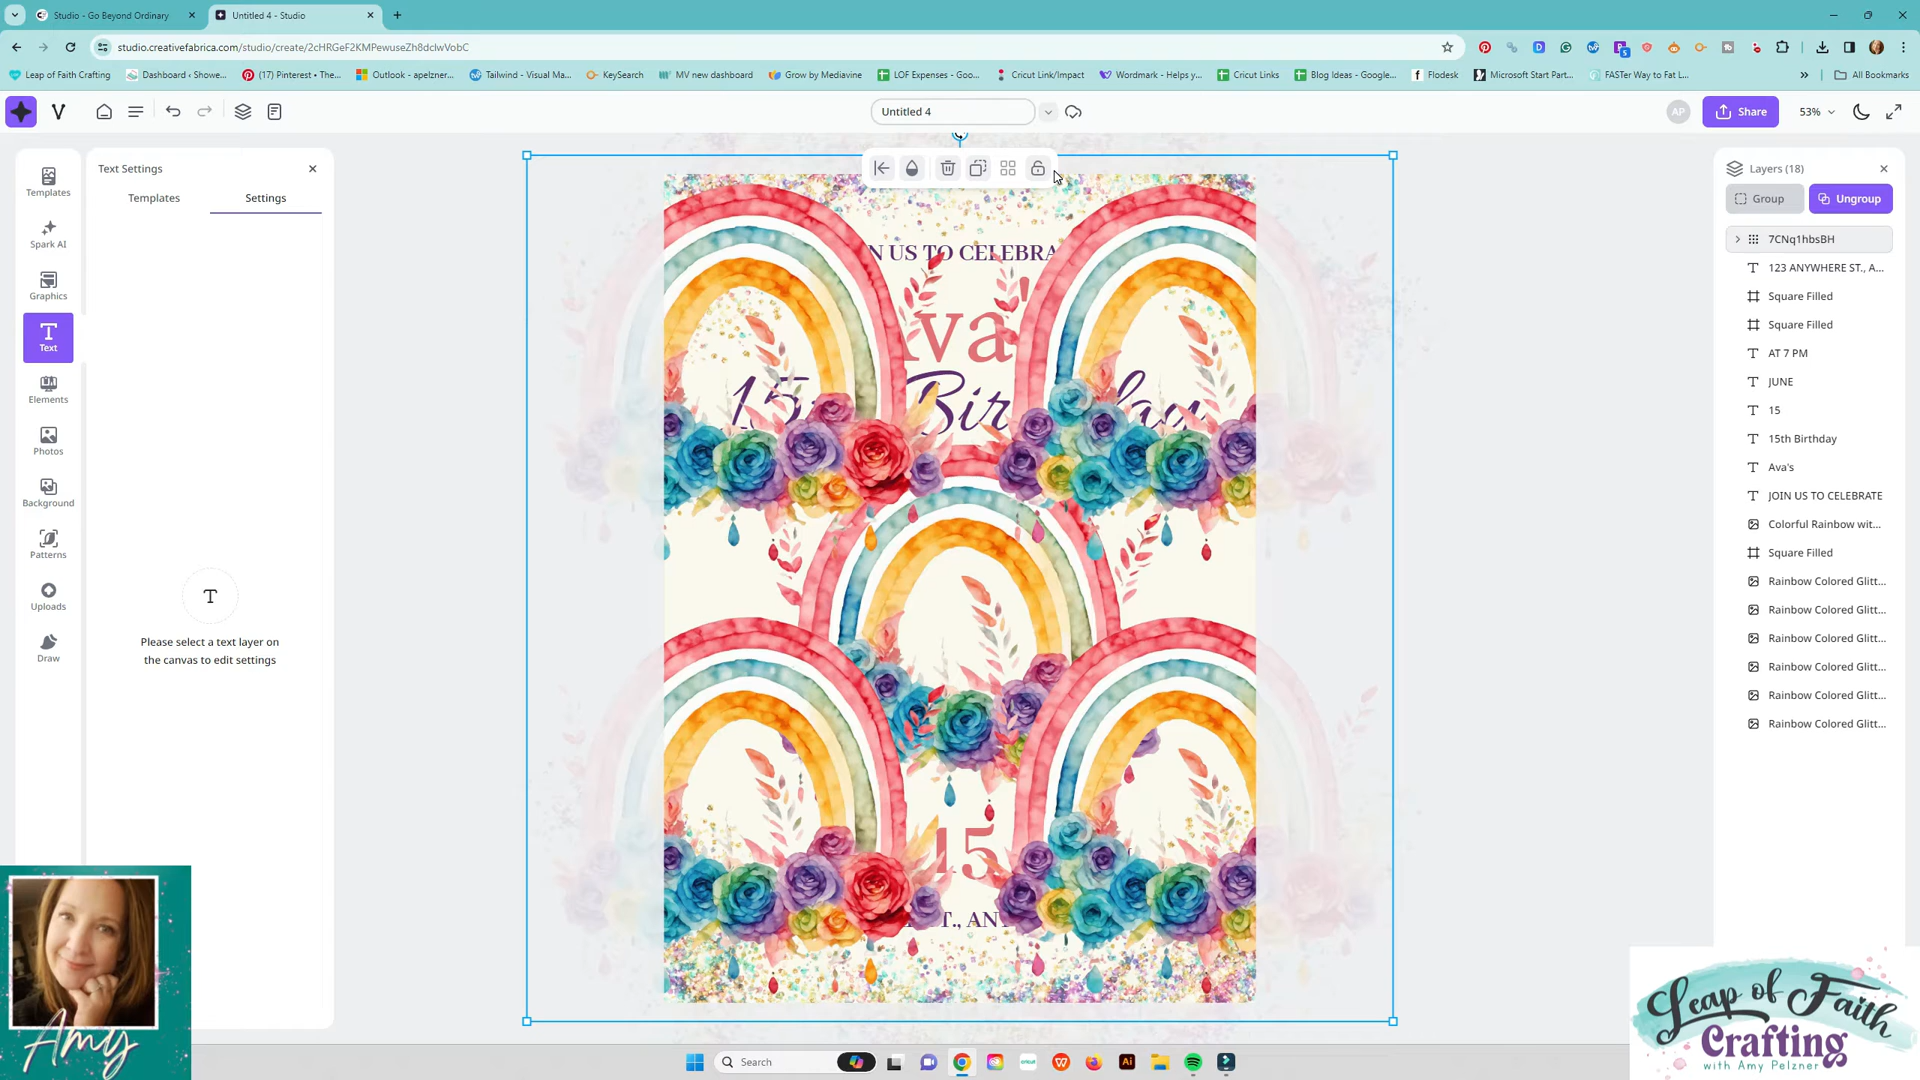 Studio - Go Beyond Ordinary
Untitled 4 - Studio
studio.creativefabrica.com/studio/create/2cHRGeF2KMPewuseZh8dclwVobC
Leap of Faith Crafting
Dashboard ‹ Showe...
(17) Pinterest • The...
Outlook - apelzner...
Tailwind - Visual Ma...
KeySearch
MV new dashboard
Grow by Mediavine
LOF Expenses - Goo...
Cricut Link/Impact
Wordmark - Helps y...
Cricut Links
Blog Ideas - Google...
Flodesk
Microsoft Start Part...
FASTer Way to Fat L...
All Bookmarks
Untitled 4
AP
Share
53%
Templates
Spark AI
Graphics
Text
Elements
Photos
Background
Patterns
Uploads
Draw
Text Settings
Templates
Settings
Please select a text layer on
the canvas to edit settings
N US TO CELEBRA
va
15 Bir ay
15
T., AN
Layers (18)
Group
Ungroup
7CNq1hbsBH
123 ANYWHERE ST., A...
Square Filled
Square Filled
AT 7 PM
JUNE
15
15th Birthday
Ava's
JOIN US TO CELEBRATE
Colorful Rainbow wit...
Square Filled
Rainbow Colored Glitt...
Rainbow Colored Glitt...
Rainbow Colored Glitt...
Rainbow Colored Glitt...
Rainbow Colored Glitt...
Rainbow Colored Glitt...
Amy
Leap of Faith
Crafting
with Amy Pelzner
Search